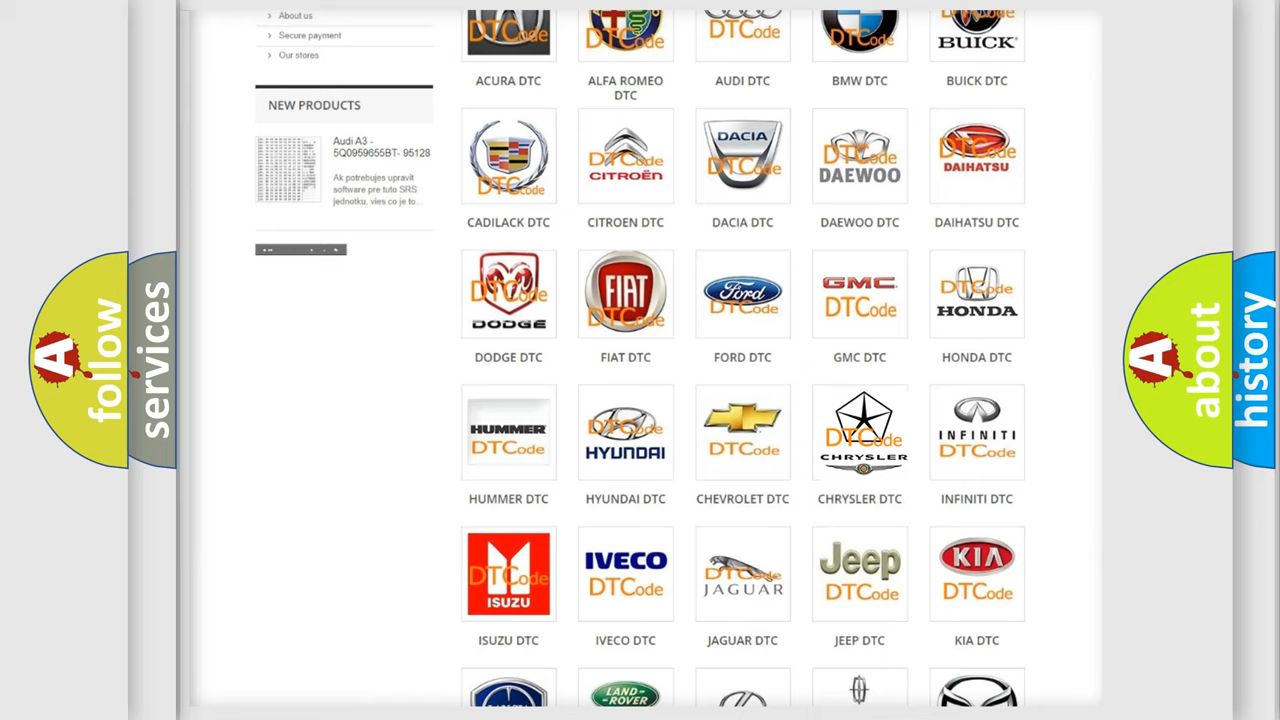 About us
Secure payment
Our stores
NEW PRODUCTS
Audi A3 -
5Q0959655BT- 95128
Ak potrebujes upravit
software pre tuto SRS
jednotku, vies co je to...
DTCode
DTCode
DTCode
DTCode
BUICK
ACURA DTC
ALFA ROMEO
DTC
AUDI DTC
BMW DTC
BUICK DTC
DTCode
DTCode
CITROËN
DACIA
DTCode
DTCode
DAEWOO
DTCode
DAIHATSU
CADILACK DTC
CITROEN DTC
DACIA DTC
DAEWOO DTC
DAIHATSU DTC
DTCode
DODGE
FIAT
DTCode
Ford
DTCode
GMC
DTCode
DTCode
HONDA
DODGE DTC
FIAT DTC
FORD DTC
GMC DTC
HONDA DTC
HUMMER
DTCode
DTCode
HYUNDAI
DTCode
DTCode
CHRYSLER
INFINITI
DTCode
HUMMER DTC
HYUNDAI DTC
CHEVROLET DTC
CHRYSLER DTC
INFINITI DTC
DTCode
ISUZU
IVECO
DTCode
DTCode
JAGUAR
Jeep
DTCode
KIA
DTCode
ISUZU DTC
IVECO DTC
JAGUAR DTC
JEEP DTC
KIA DTC
LAND-
ROVER
A
follow
services
A
about
history